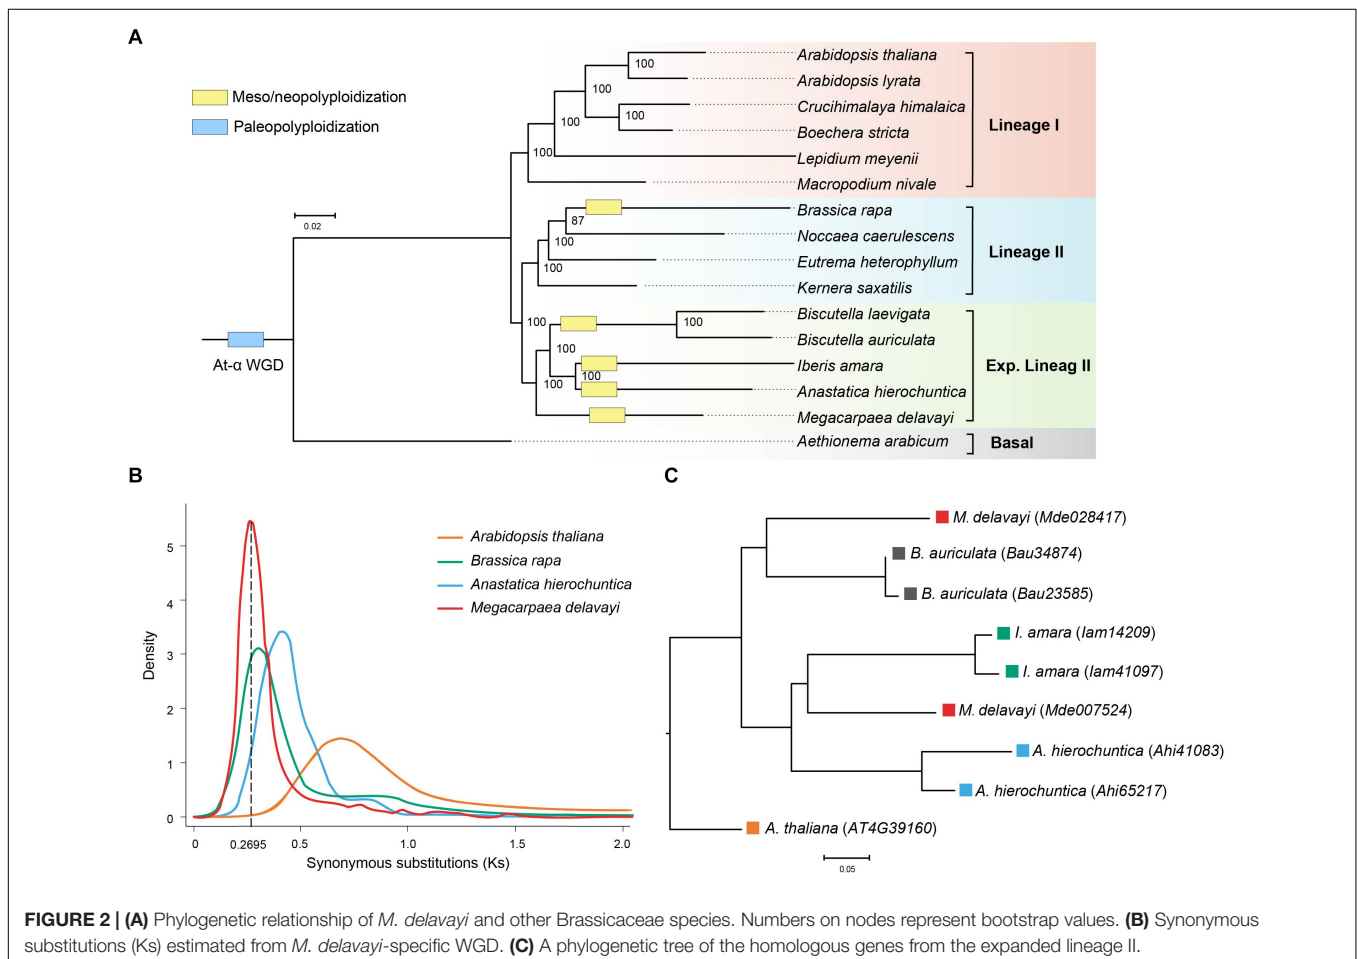 A
Meso/neopolyploidization
Paleopolyploidization
0.02
At-α WGD
100
100
100
100
100
87
100
100
100
100
100
100
100
Arabidopsis thaliana
Arabidopsis lyrata
Crucihimalaya himalaica
Boechera stricta
Lepidium meyenii
Macropodium nivale
Lineage I
Brassica rapa
Noccaea caerulescens
Eutrema heterophyllum
Kernera saxatilis
Lineage II
Biscutella laevigata
Biscutella auriculata
Iberis amara
Anastatica hierochuntica
Megacarpaea delavayi
Exp. Lineag II
Aethionema arabicum
Basal
B
Density
5
4
3
2
1
0
0
0.2695
0.5
1.0
1.5
2.0
Synonymous substitutions (Ks)
Arabidopsis thaliana
Brassica rapa
Anastatica hierochuntica
Megacarpaea delavayi
C
M. delavayi (Mde028417)
B. auriculata (Bau34874)
B. auriculata (Bau23585)
I. amara (Iam14209)
I. amara (Iam41097)
M. delavayi (Mde007524)
A. hierochuntica (Ahi41083)
A. hierochuntica (Ahi65217)
A. thaliana (AT4G39160)
0.05
FIGURE 2 | (A) Phylogenetic relationship of M. delavayi and other Brassicaceae species. Numbers on nodes represent bootstrap values. (B) Synonymous
substitutions (Ks) estimated from M. delavayi-specific WGD. (C) A phylogenetic tree of the homologous genes from the expanded lineage II.